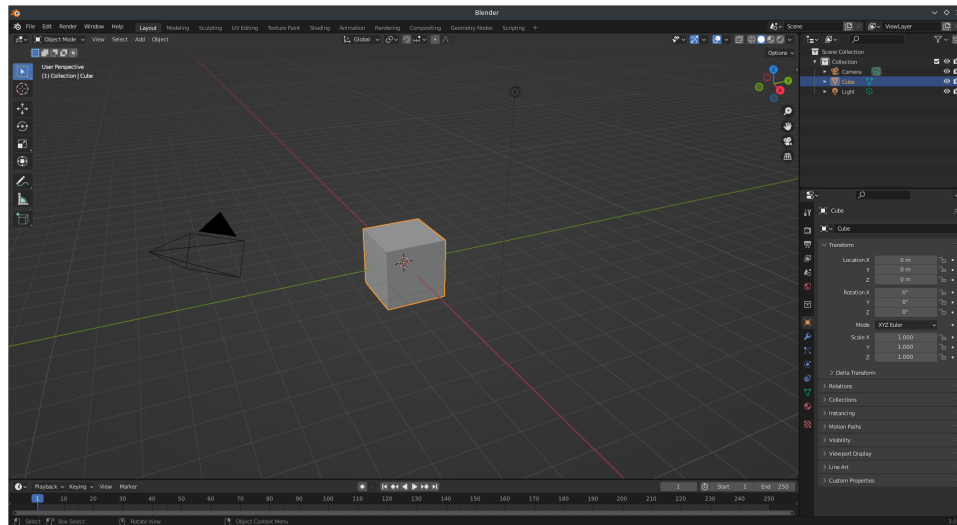 Blender
File Edit Render Window Help Layout Modeling Sculpting UV Editing Texture Paint Shading Animation Rendering Compositing Geometry Nodes Scripting + Scene ViewLayer
Object Mode View Select Add Object Global
Options
User Perspective
(1) Collection | Cube
Z
Y
X
Scene Collection
Collection
Camera
Cube
Light
Cube
Cube
Transform
Location X 0 m
Y 0 m
Z 0 m
Rotation X 0°
Y 0°
Z 0°
Mode XYZ Euler
Scale X 1.000
Y 1.000
Z 1.000
Delta Transform
Relations
Collections
Instancing
Motion Paths
Visibility
Viewport Display
Line Art
Custom Properties
Playback Keying View Marker 1 Start 1 End 250
1 10 20 30 40 50 60 70 80 90 100 110 120 130 140 150 160 170 180 190 200 210 220 230 240 250
Select Box Select Rotate View Object Context Menu